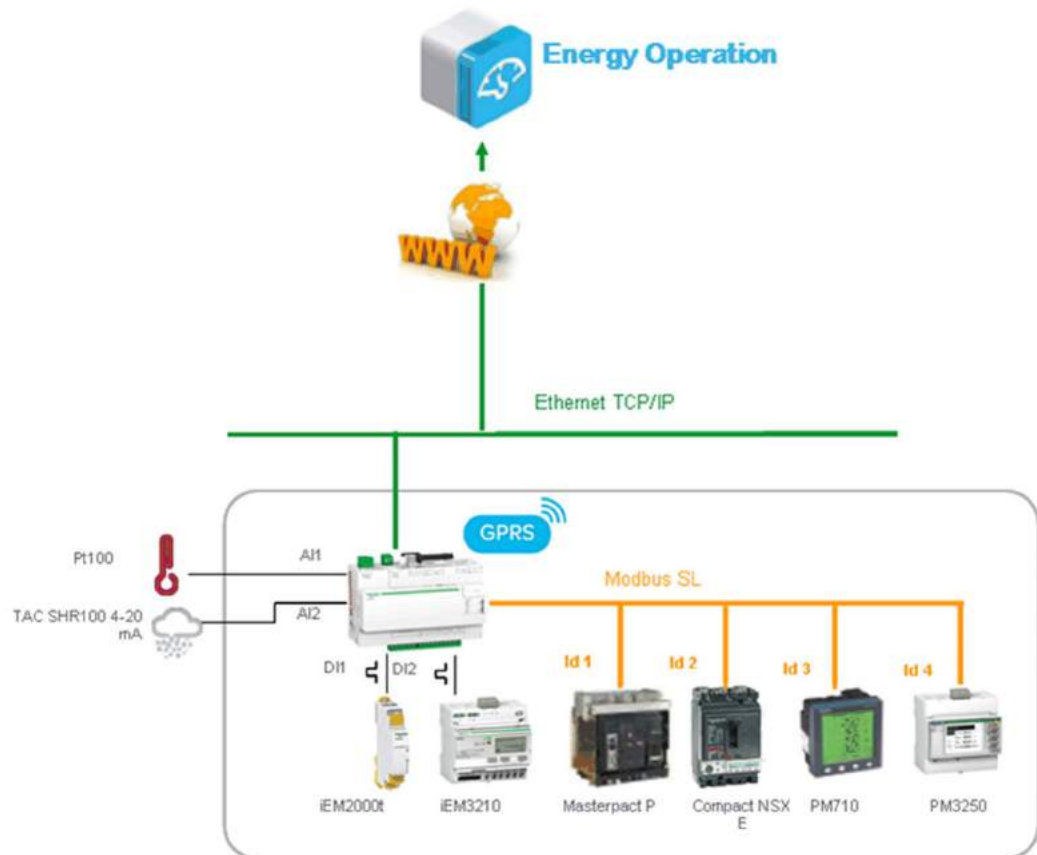 Energy Operation
WWW
Ethernet TCP/IP
GPRS
Pt100
AI1
Modbus SL
TAC SHR100 4-20
mA
AI2
DI1
DI2
Id 1
Id 2
Id 3
Id 4
iEM2000t
iEM3210
Masterpact P
Compact NSX
E
PM710
PM3250